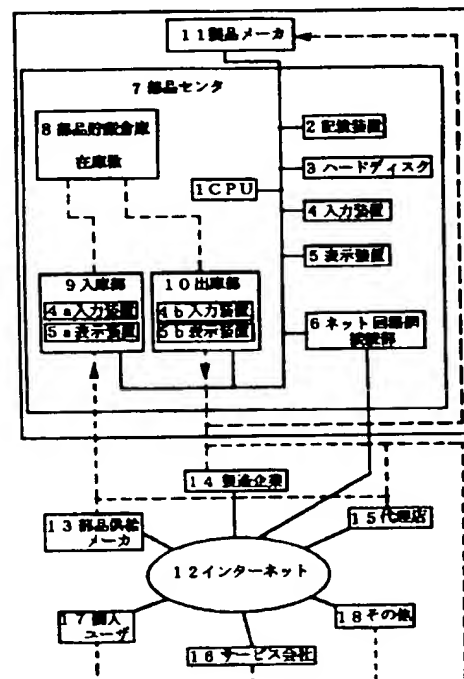 11製品メーカ
7部品センタ
8部品貯蔵倉庫
在庫数
2記憶装置
3ハードディスク
1CPU
4入力装置
5表示装置
9入庫部
4a入力装置
5a表示装置
10出庫部
4b入力装置
5b表示装置
6ネット回路網
接続部
14製造企業
13部品供給
メーカ
15代理店
12インターネット
17個人
ユーザ
18その他
16サービス会社